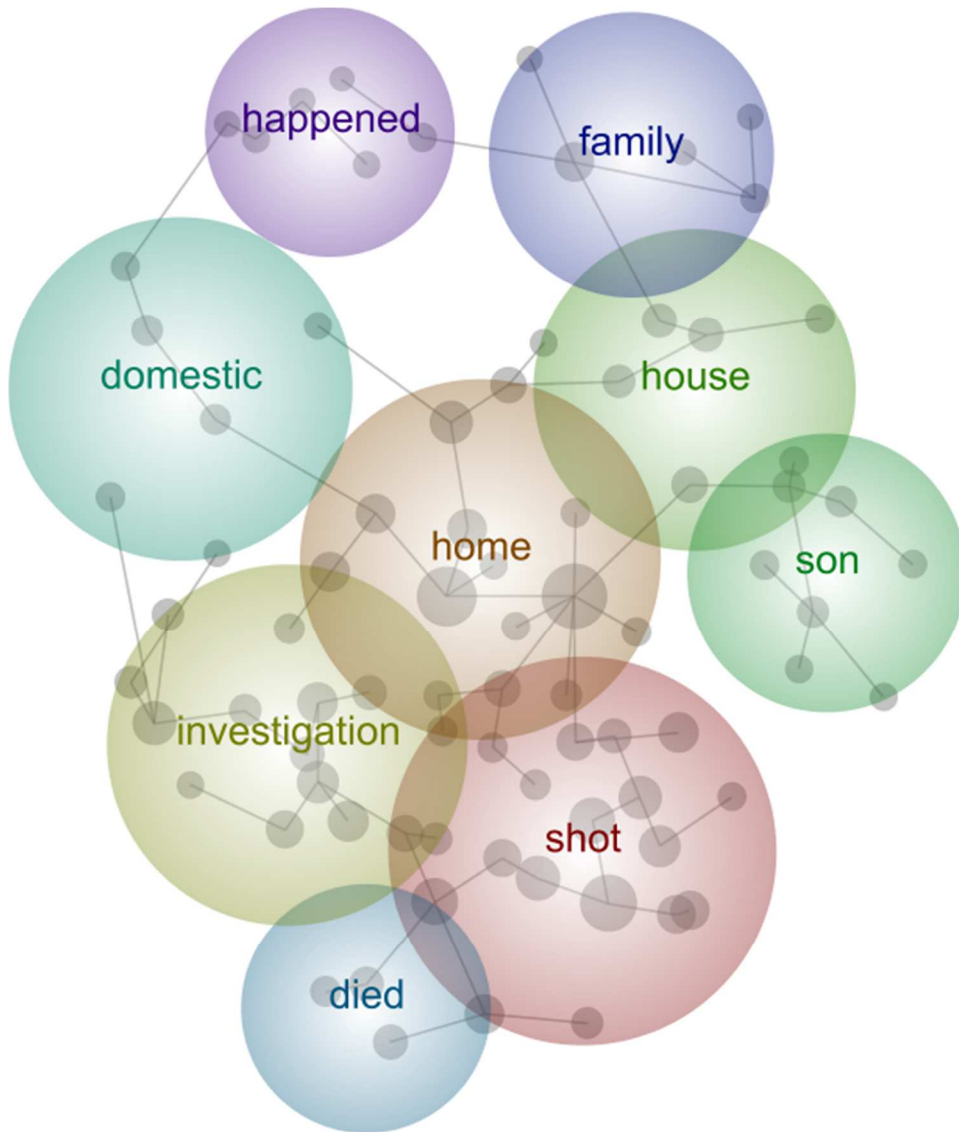 happened
family
domestic
house
home
son
investigation
shot
died